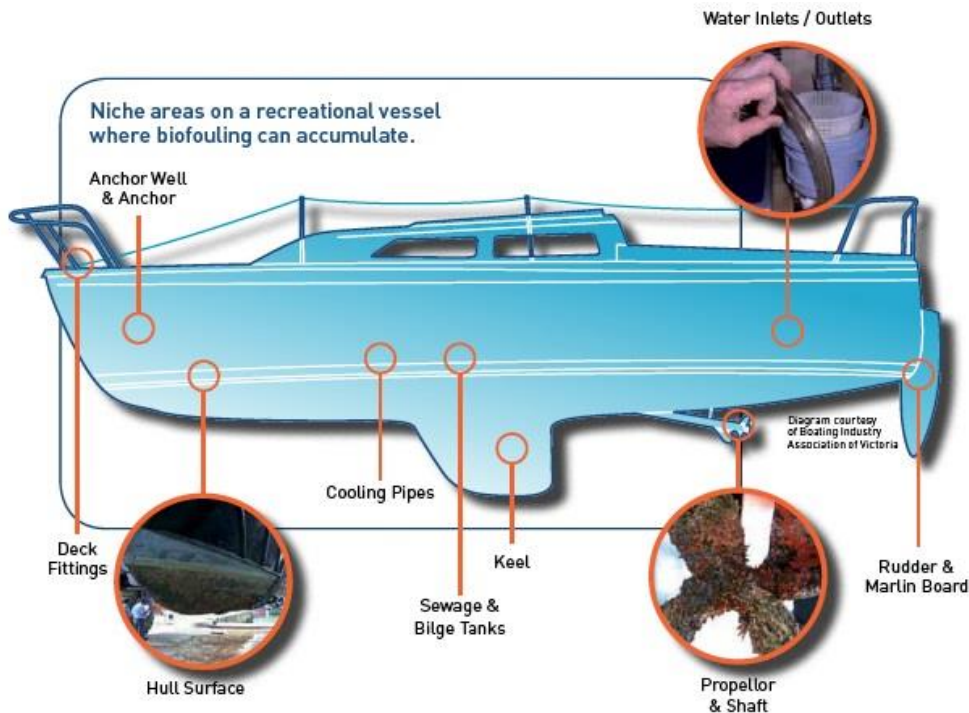 Water Inlets / Outlets
Niche areas on a recreational vessel
where biofouling can accumulate.
Anchor Well
& Anchor
Diagram courtesy
of Boating Industry
Association of Victoria
Cooling Pipes
Deck
Fittings
Keel
Rudder &
Marlin Board
Sewage &
Bilge Tanks
Hull Surface
Propellor
& Shaft